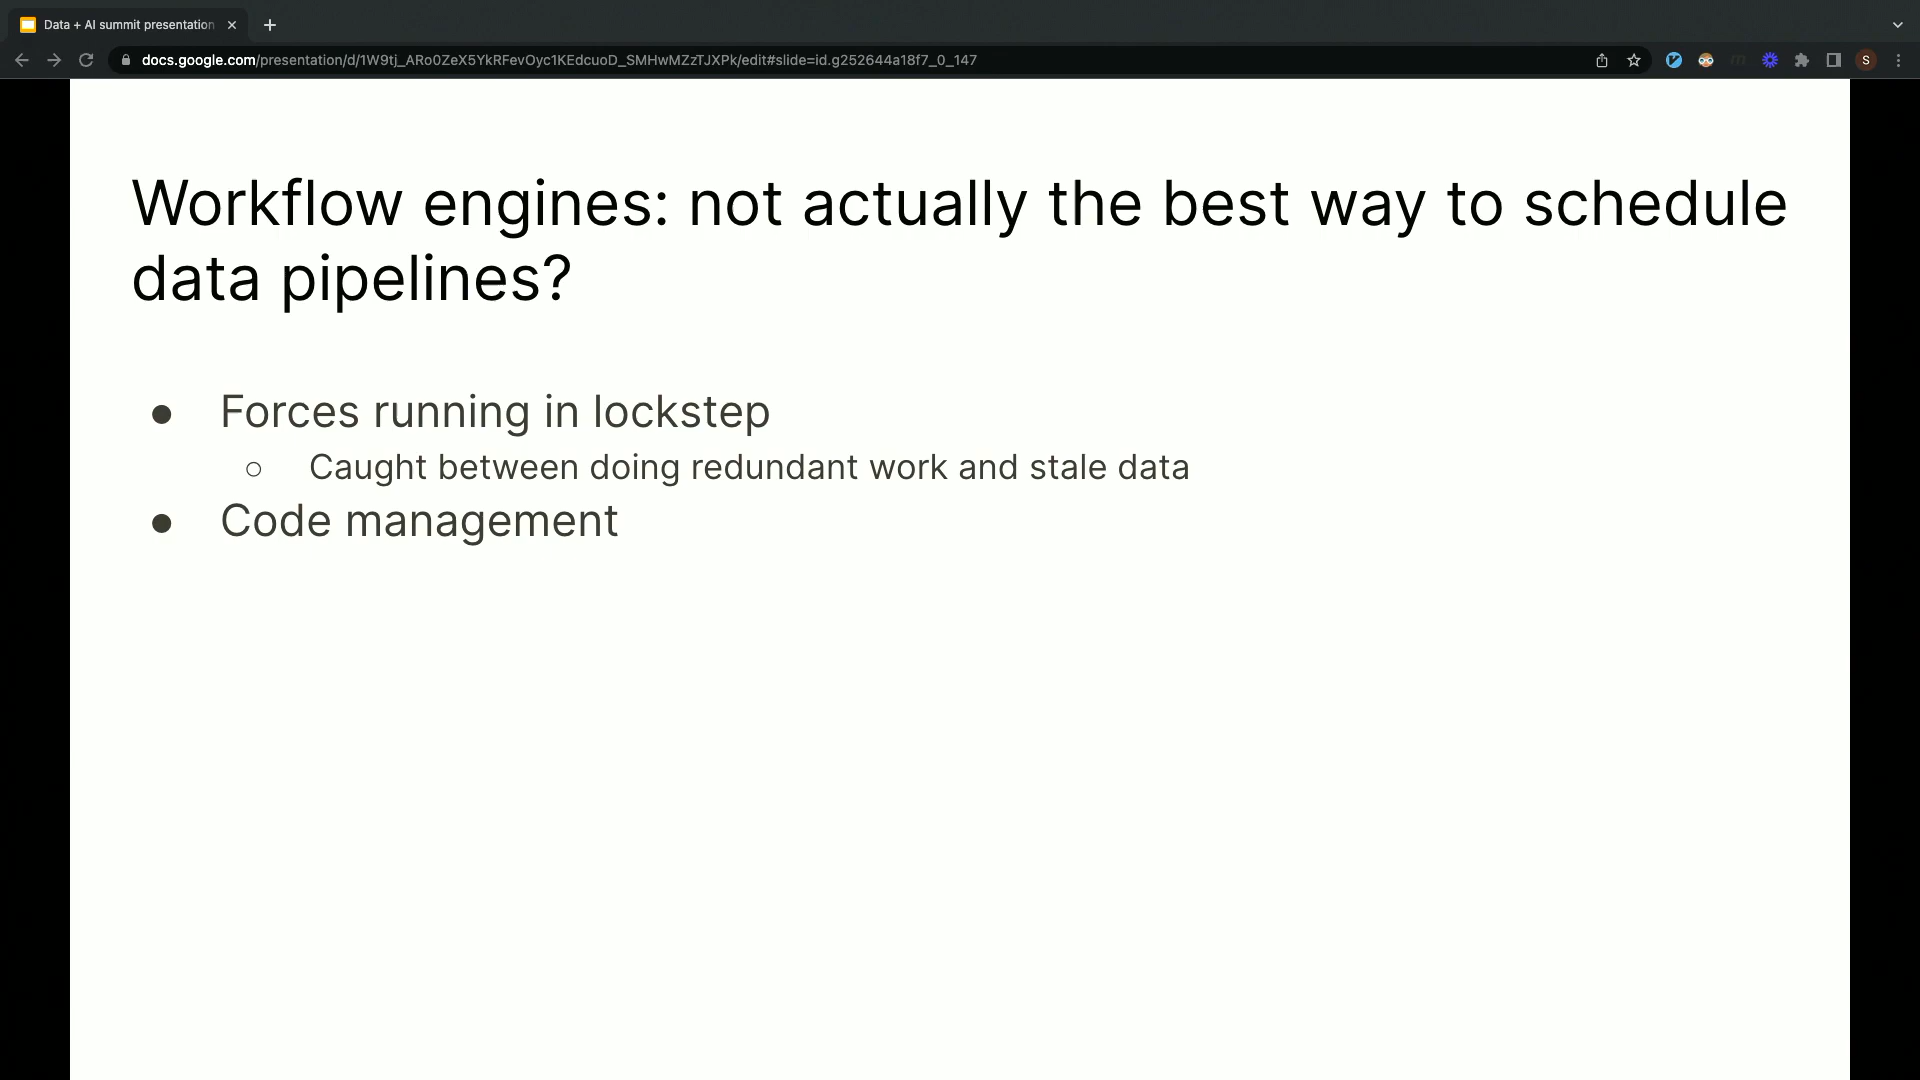 Data + AI summit presentation
docs.google.com/presentation/d/1W9tj_ARo0ZeX5YkRFevOyc1KEdcuoD_SMHwMZzTJXPk/edit#slide=id.g252644a18f7_0_147
S
Workflow engines: not actually the best way to schedule
data pipelines?
● Forces running in lockstep
○ Caught between doing redundant work and stale data
● Code management